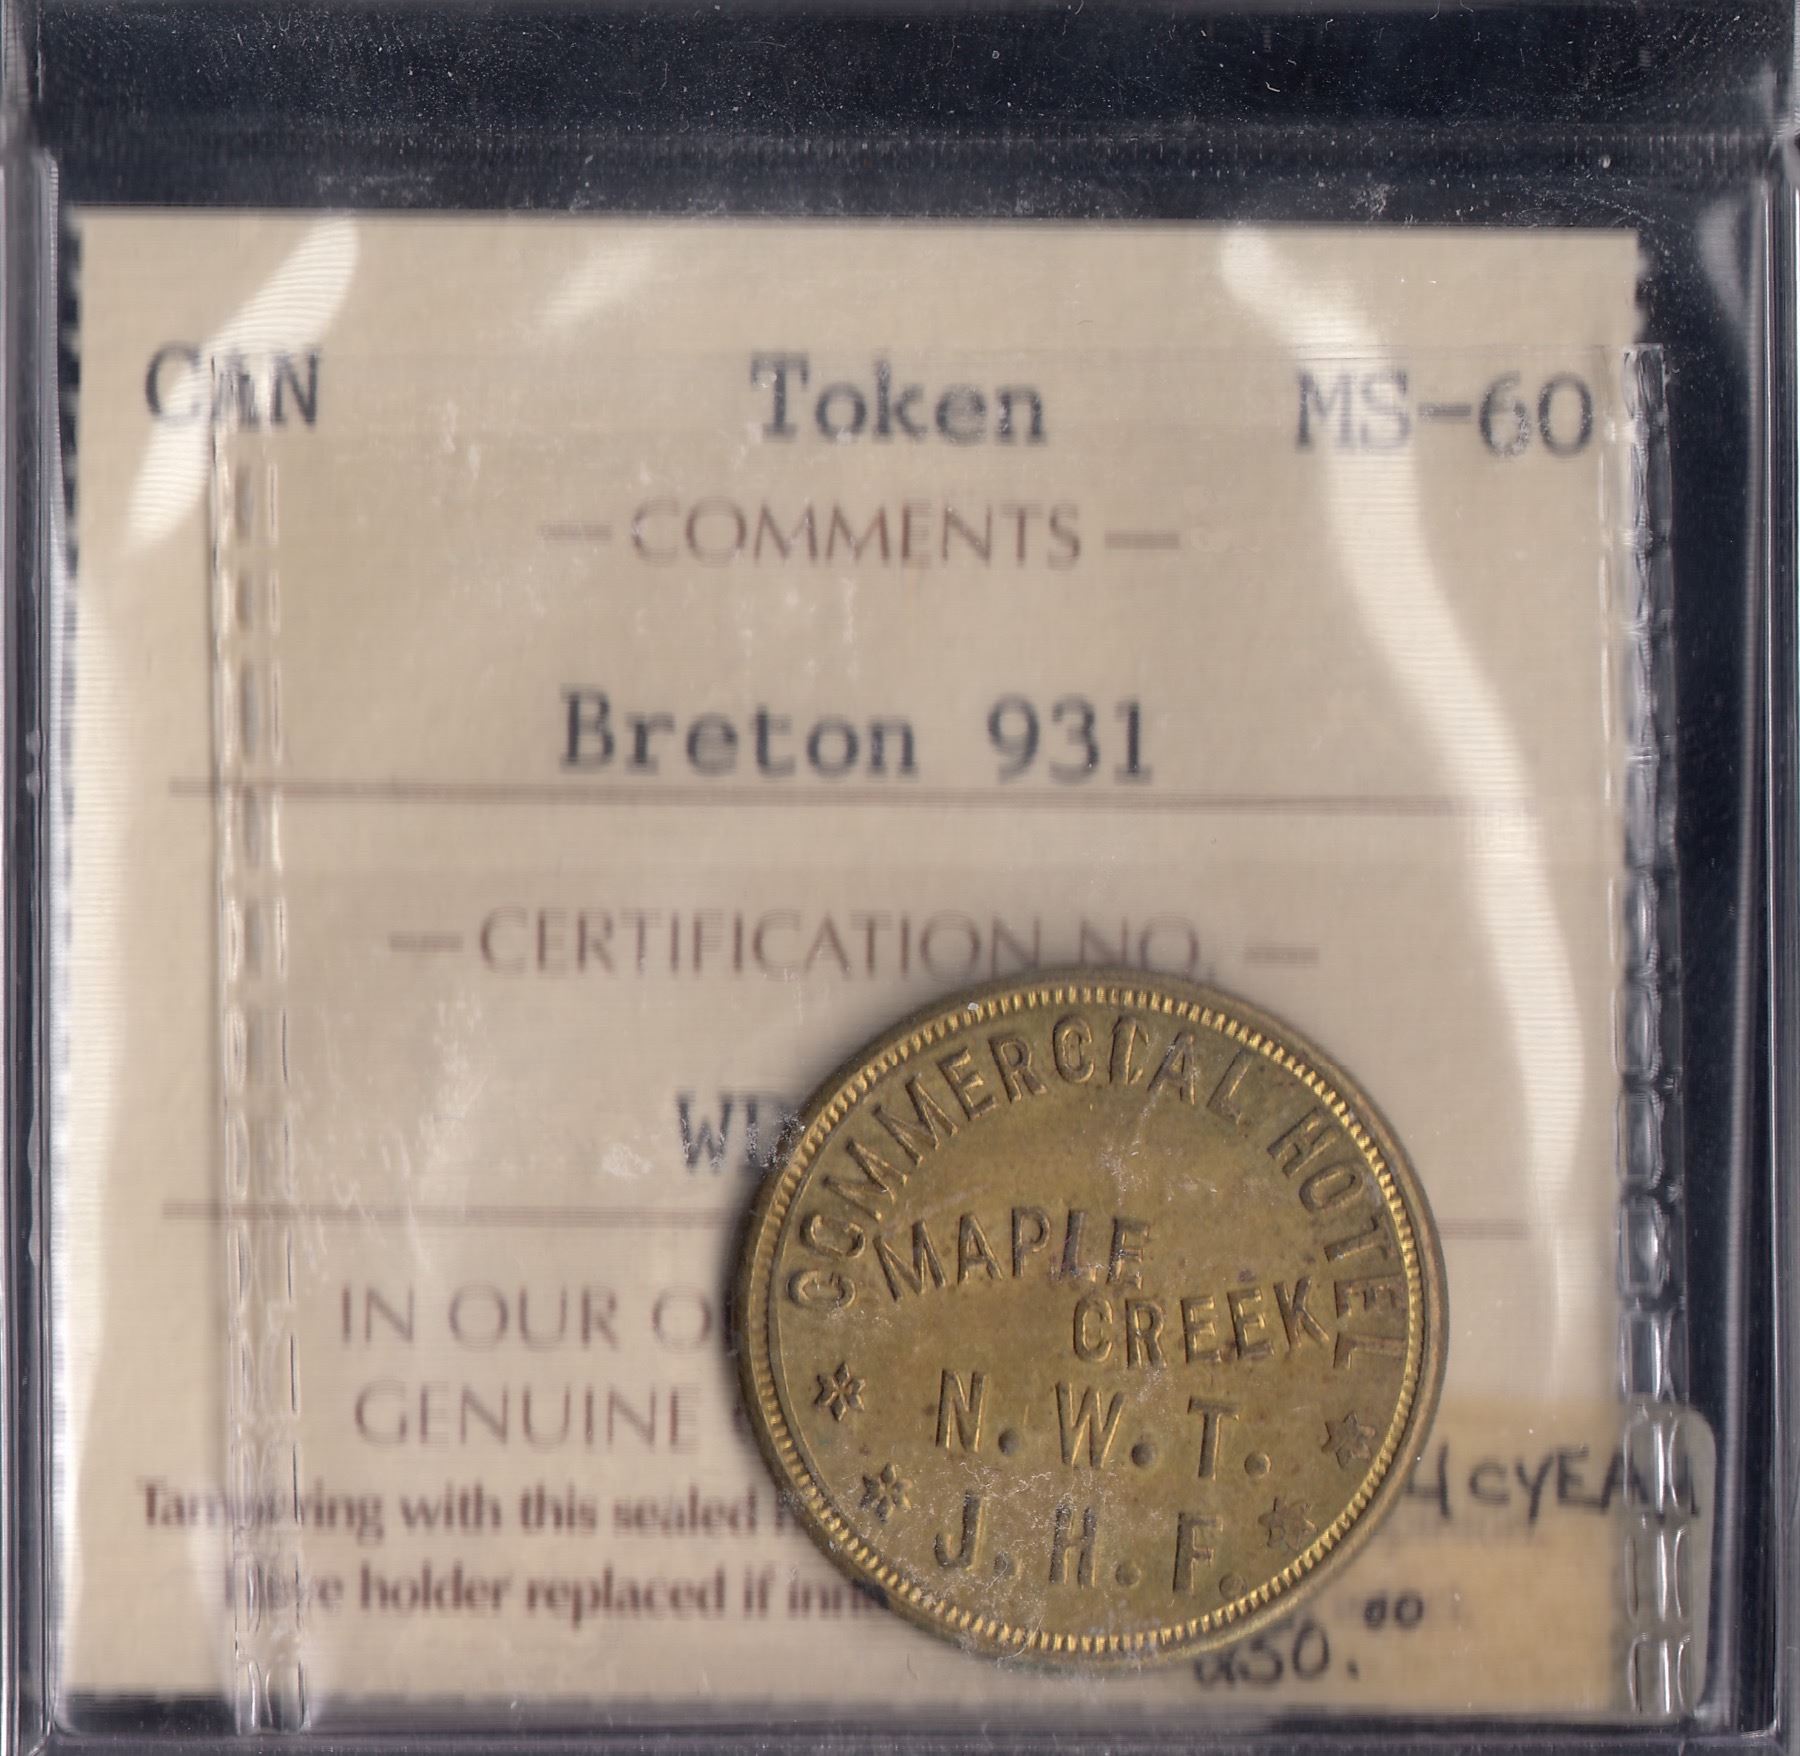 CAN Token MS-60
— COMMENTS —
Breton 931
— CERTIFICATION NO. —
IN OUR
GENUINE
Tampering with this sealed
Have holder replaced if
COMMERCIAL HOTEL
MAPLE
CREEK
N. W. T.
J. H. F.